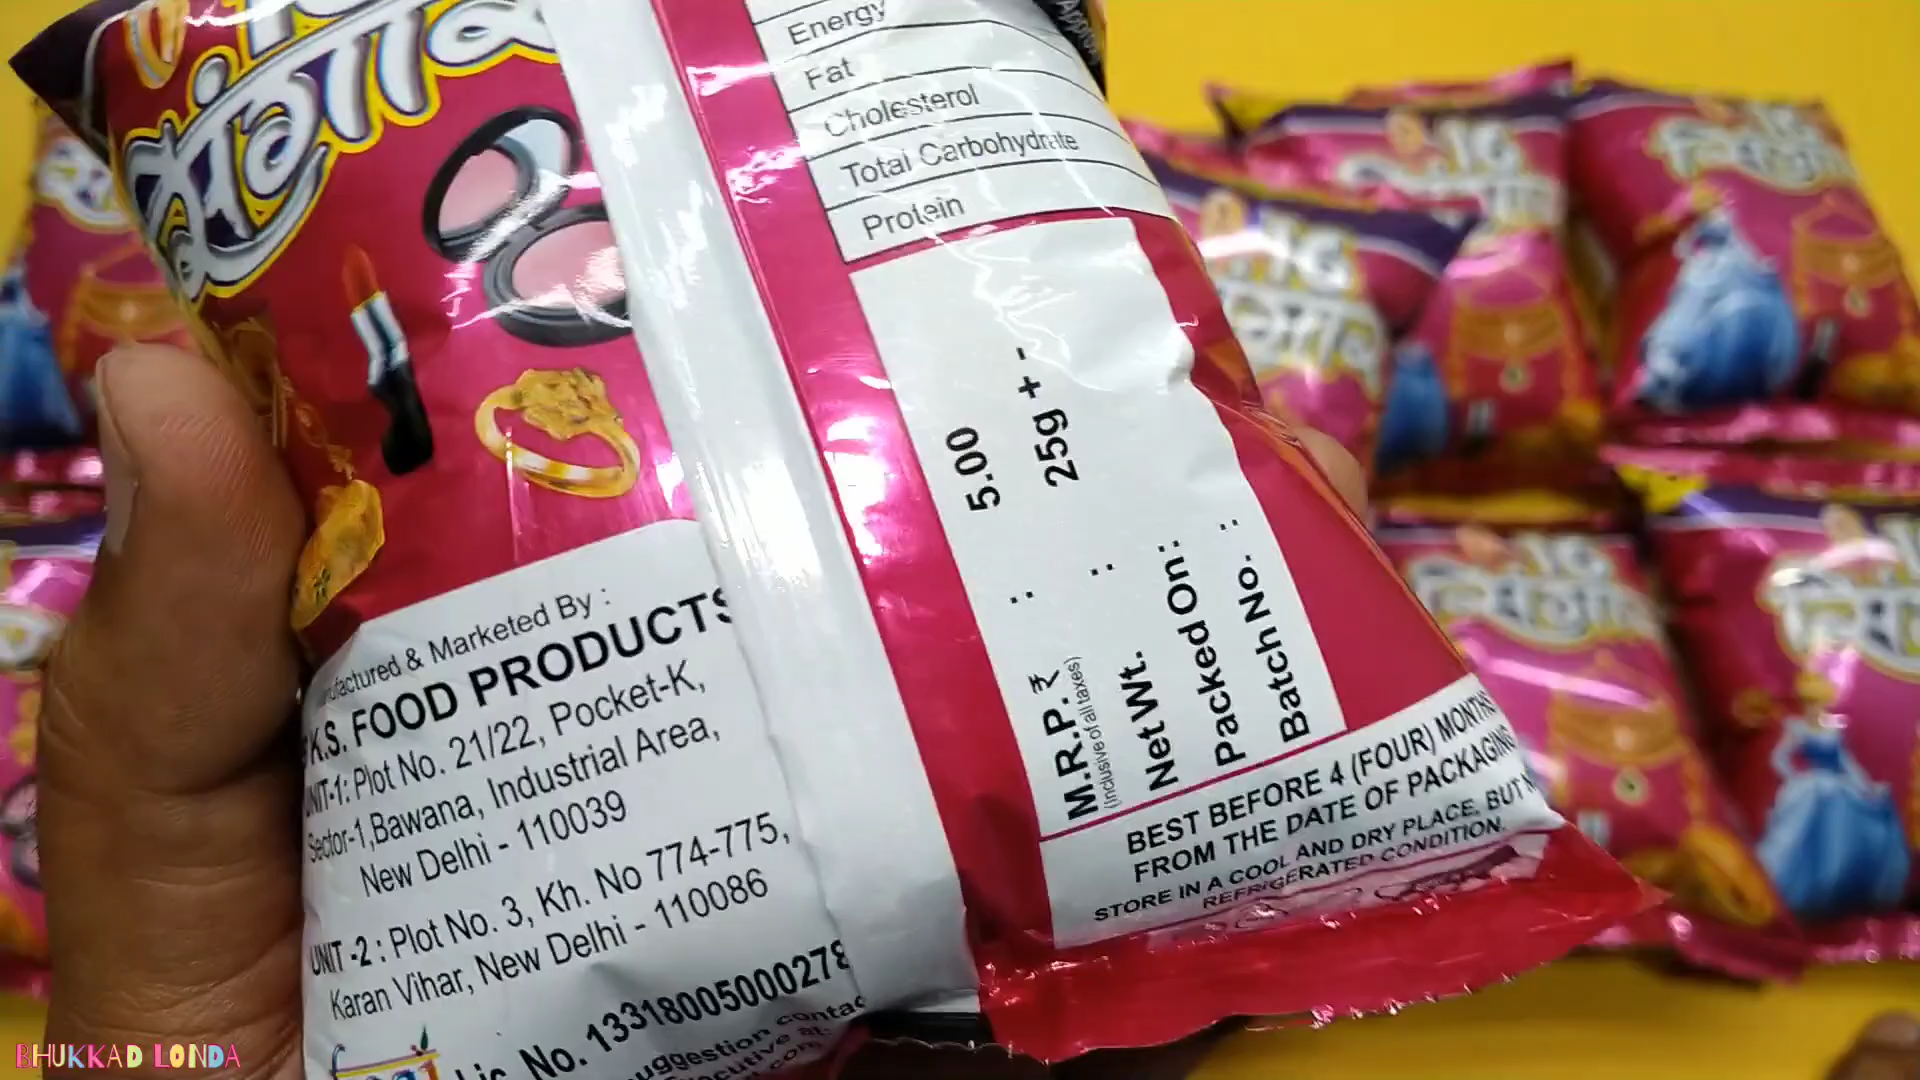 श्रृंगार
Energy
Fat
Cholesterol
Total Carbohydrate
Protein
M.R.P.₹ : 5.00
(Inclusive of all taxes)
Net Wt. : 25g + -
Packed On :
Batch No. :
BEST BEFORE 4 (FOUR) MONTHS
FROM THE DATE OF PACKAGING
STORE IN A COOL AND DRY PLACE, BUT
REFRIGERATED CONDITION.
& Marketed By :
K.S. FOOD PRODUCTS
UNIT-1: Plot No. 21/22, Pocket-K,
Sector-1,Bawana, Industrial Area,
New Delhi - 110039
UNIT -2 : Plot No. 3, Kh. No 774-775,
Karan Vihar, New Delhi - 110086
Lic. No. 1331800500027
BHUKKAD LONDA